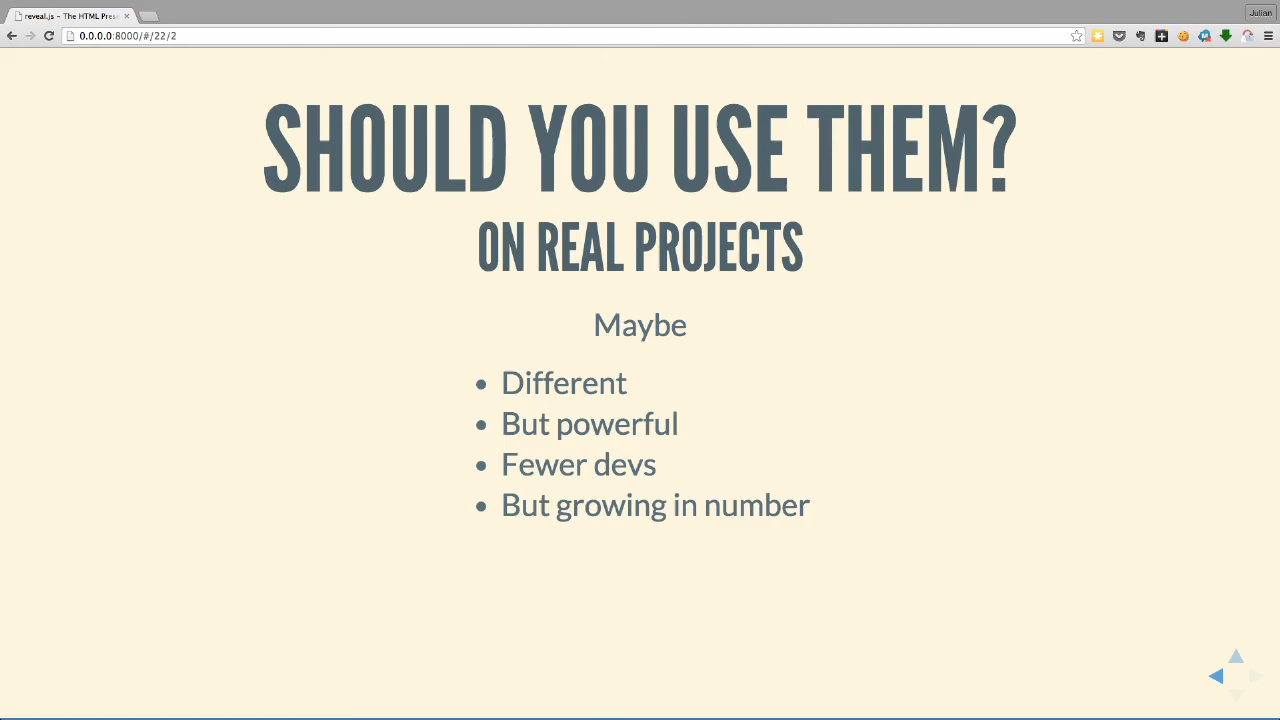 reveal.js – The HTML Prese
Julian
0.0.0.0:8000/#/22/2
SHOULD YOU USE THEM?
ON REAL PROJECTS
Maybe
• Different
• But powerful
• Fewer devs
• But growing in number